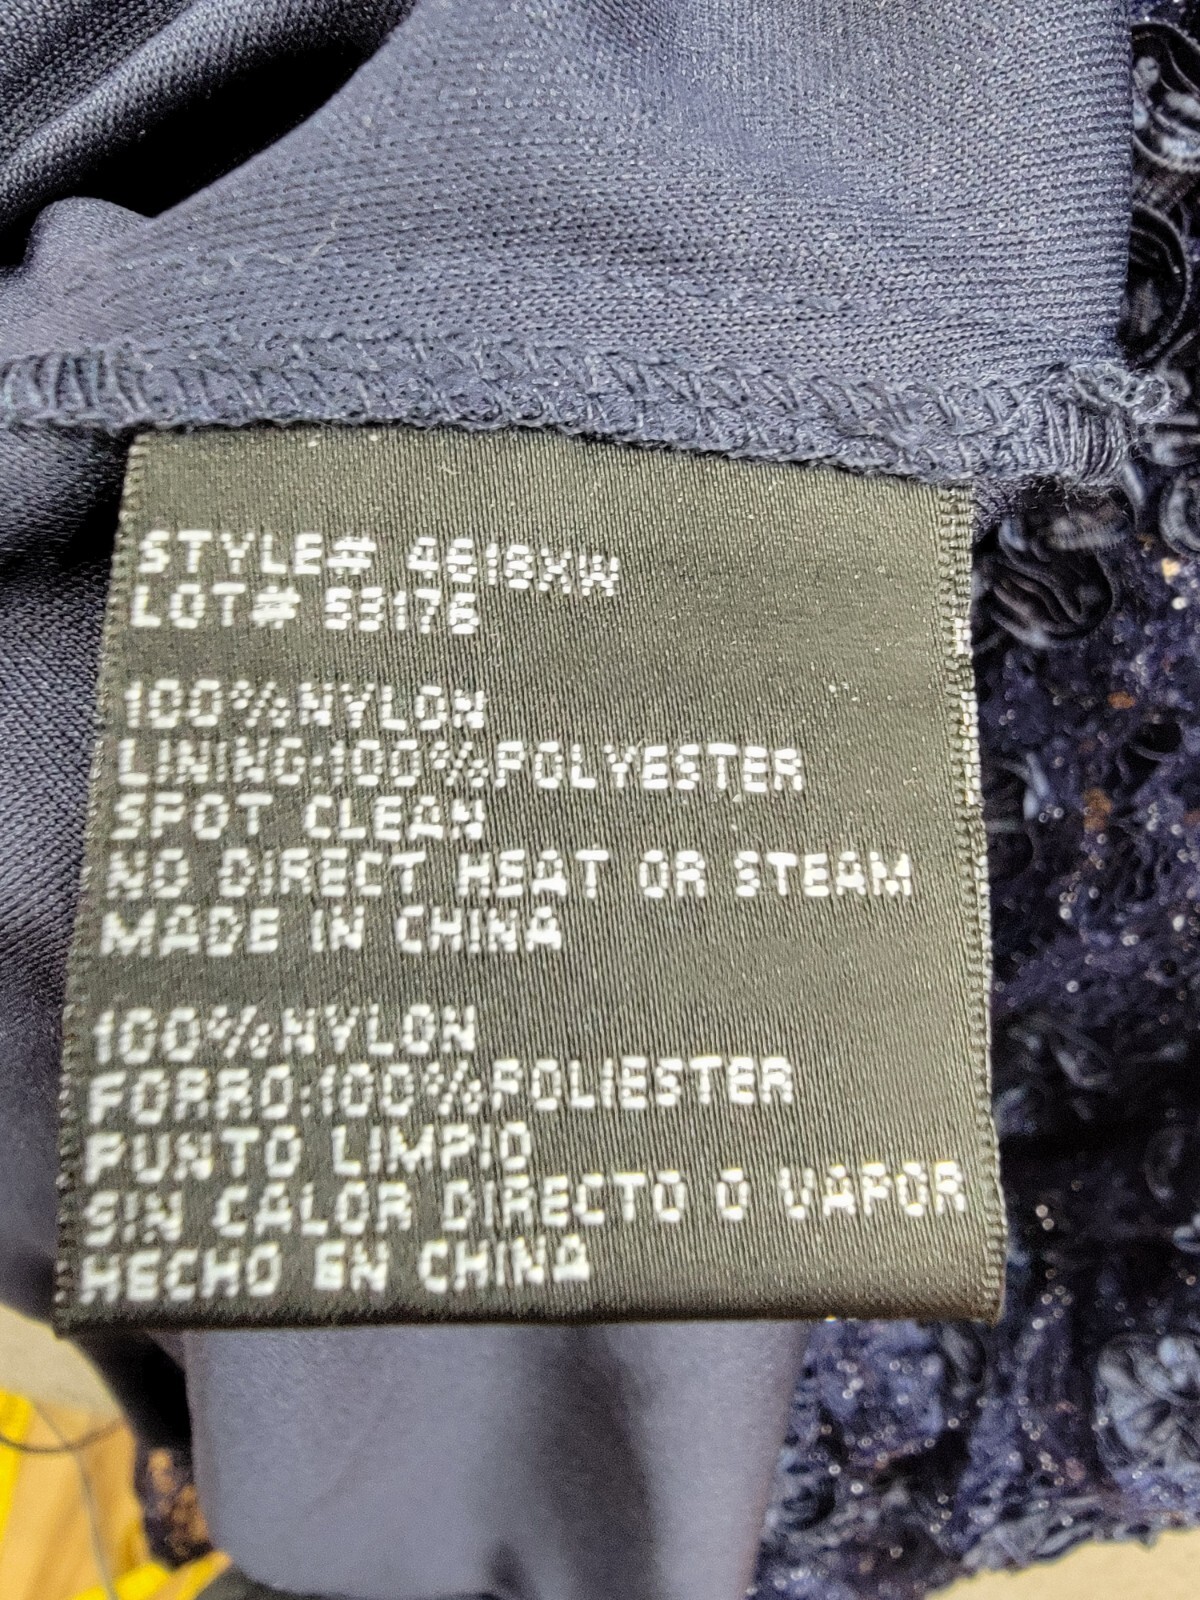 STYLE# 4618XW
LOT# 53176
100%NYLON
LINING:100%POLYESTER
SPOT CLEAN
NO DIRECT HEAT OR STEAM
MADE IN CHINA
100%NYLON
FORRO:100%POLIESTER
PUNTO LIMPIO
SIN CALOR DIRECTO O VAPOR
HECHO EN CHINA